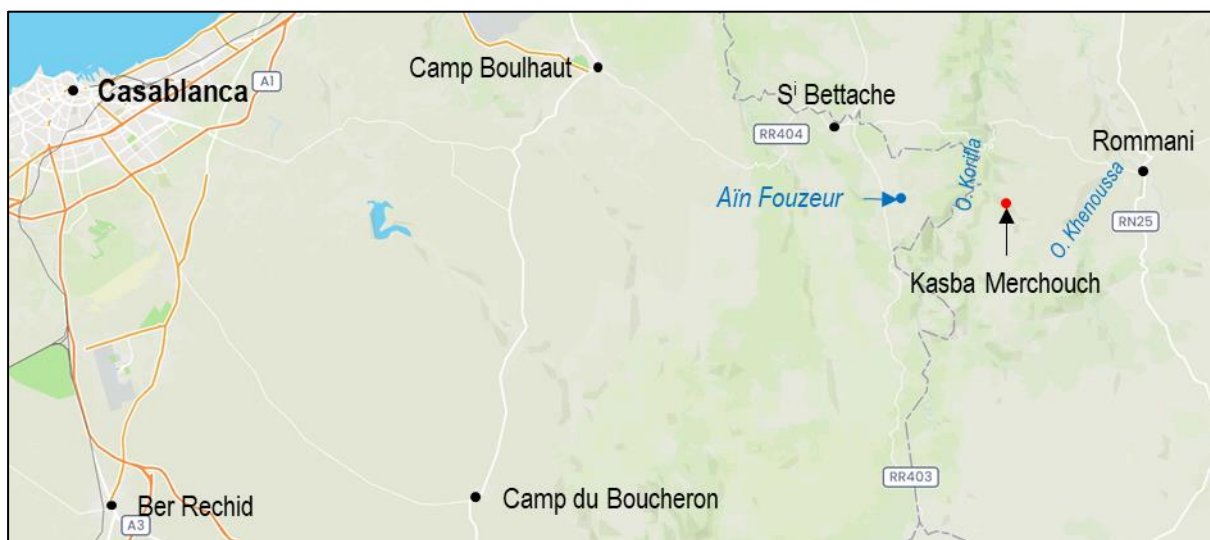 Camp Boulhaut
A1
Casablanca
Sⁱ Bettache
RR404
Rommani
O. Korifla
Aïn Fouzeur
O. Khenoussa
RN25
Kasba Merchouch
RR403
Camp du Boucheron
Ber Rechid
A3